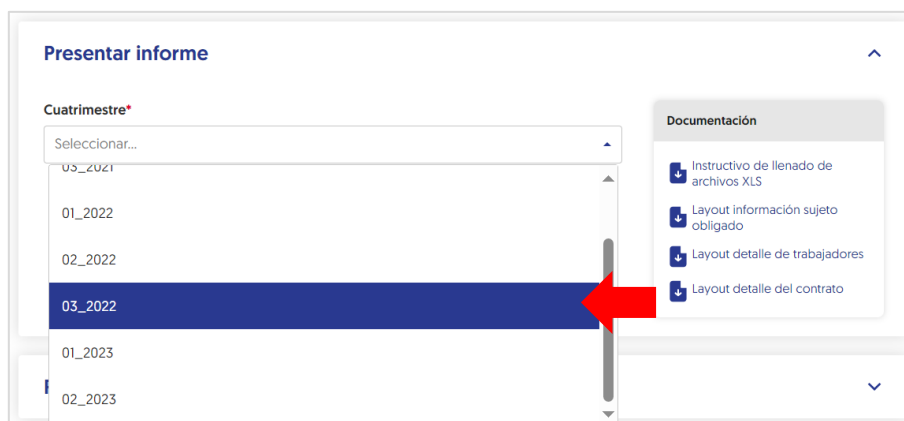 Presentar informe
Cuatrimestre*
Seleccionar...
03_2021
01_2022
02_2022
03_2022
01_2023
02_2023
Documentación
Instructivo de llenado de
archivos XLS
Layout información sujeto
obligado
Layout detalle de trabajadores
Layout detalle del contrato